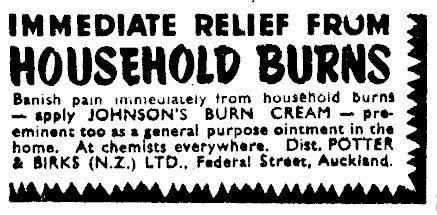 IMMEDIATE RELIEF FROM
HOUSEHOLD BURNS
Banish pain immediately from household burns
— apply JOHNSON'S BURN CREAM — pre-
eminent too as a general purpose ointment in the
home. At chemists everywhere. Dist. POTTER
& BIRKS (N.Z.) LTD., Federal Street, Auckland.